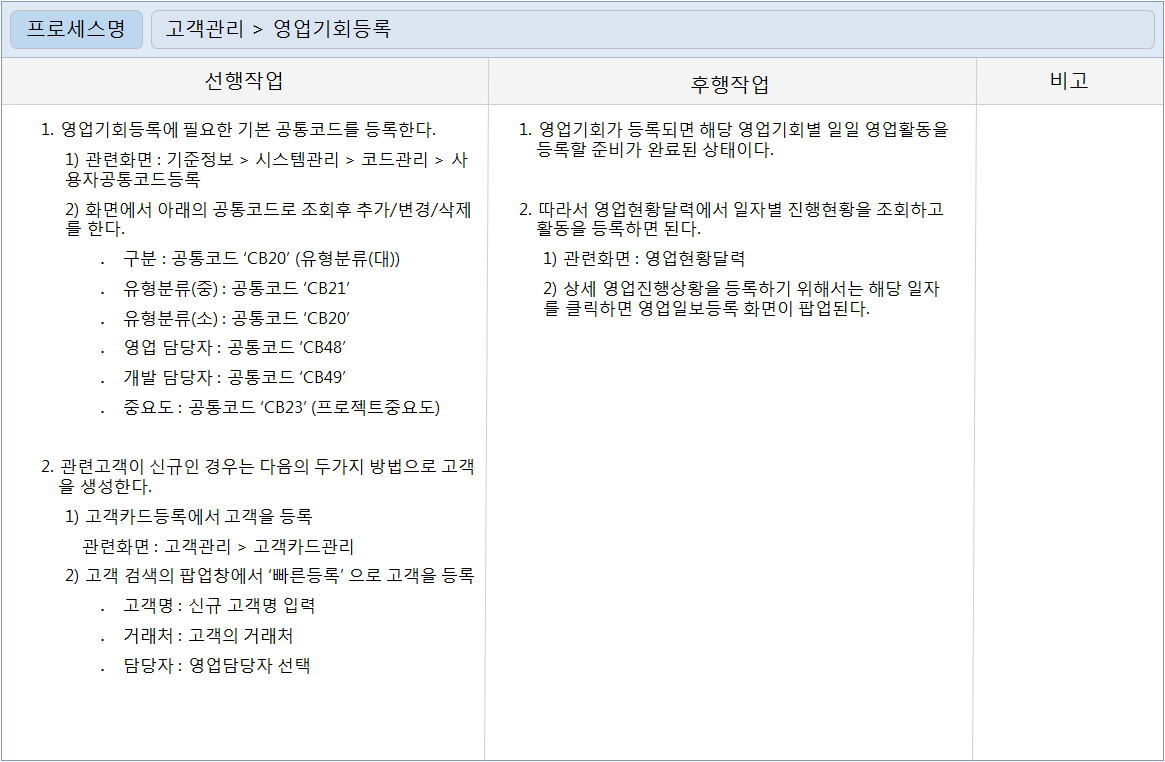 프로세스명
고객관리 > 영업기회등록
선행작업
후행작업
비고
1. 영업기회등록에 필요한 기본 공통코드를 등록한다.
1) 관련화면 : 기준정보 > 시스템관리 > 코드관리 > 사
용자공통코드등록
2) 화면에서 아래의 공통코드로 조회후 추가/변경/삭제
를 한다.
. 구분 : 공통코드 ‘CB20’ (유형분류(대))
. 유형분류(중) : 공통코드 ‘CB21’
. 유형분류(소) : 공통코드 ‘CB20’
. 영업 담당자 : 공통코드 ‘CB48’
. 개발 담당자 : 공통코드 ‘CB49’
. 중요도 : 공통코드 ‘CB23’ (프로젝트중요도)
2. 관련고객이 신규인 경우는 다음의 두가지 방법으로 고객
을 생성한다.
1) 고객카드등록에서 고객을 등록
관련화면 : 고객관리 > 고객카드관리
2) 고객 검색의 팝업창에서 ‘빠른등록’ 으로 고객을 등록
. 고객명 : 신규 고객명 입력
. 거래처 : 고객의 거래처
. 담당자 : 영업담당자 선택
1. 영업기회가 등록되면 해당 영업기회별 일일 영업활동을
등록할 준비가 완료된 상태이다.
2. 따라서 영업현황달력에서 일자별 진행현황을 조회하고
활동을 등록하면 된다.
1) 관련화면 : 영업현황달력
2) 상세 영업진행상황을 등록하기 위해서는 해당 일자
를 클릭하면 영업일보등록 화면이 팝업된다.